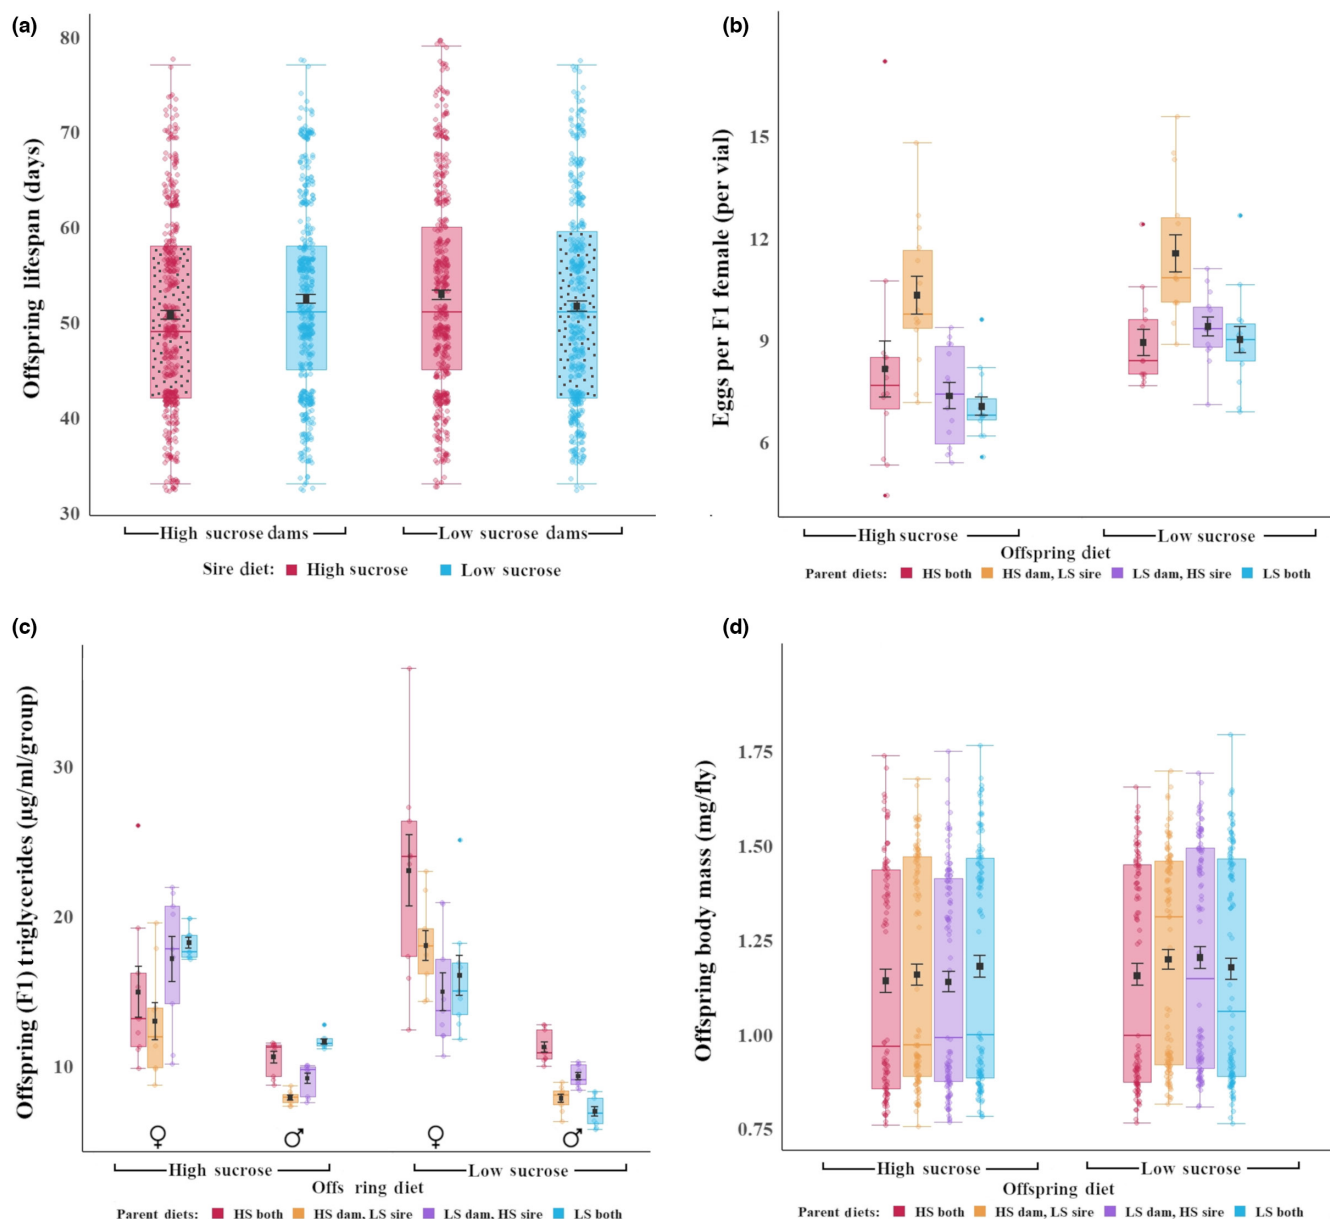 (a)
Offspring lifespan (days)
80
70
60
50
40
30
High sucrose dams
Low sucrose dams
Sire diet: High sucrose Low sucrose
(b)
Eggs per F1 female (per vial)
15
12
9
6
High sucrose
Low sucrose
Offspring diet
Parent diets: HS both HS dam, LS sire LS dam, HS sire LS both
(c)
Offspring (F1) triglycerides (µg/ml/group)
30
20
10
♀ ♂ ♀ ♂
High sucrose
Low sucrose
Offs ring diet
Parent diets: HS both HS dam, LS sire LS dam, HS sire LS both
(d)
Offspring body mass (mg/fly)
1.75
1.50
1.25
1.00
0.75
High sucrose
Low sucrose
Offspring diet
Parent diets: HS both HS dam, LS sire LS dam, HS sire LS both